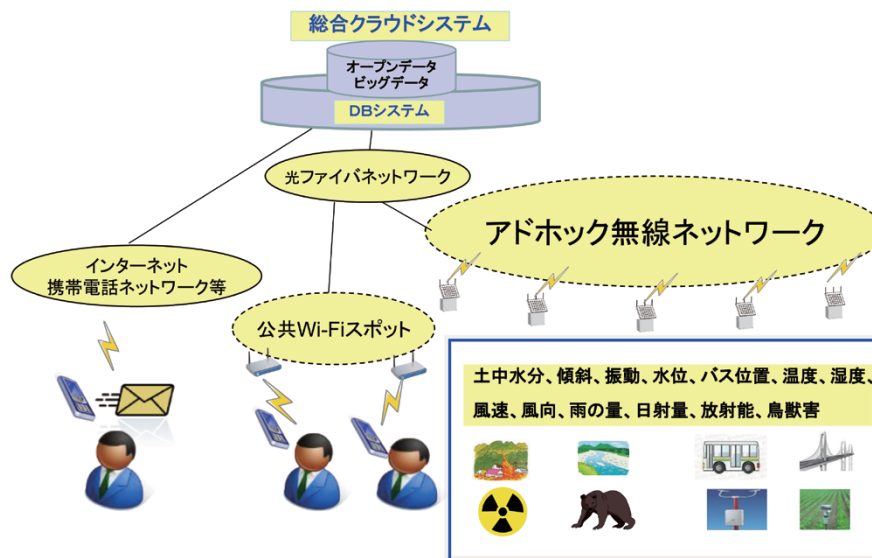 総合クラウドシステム
オープンデータ
ビッグデータ
DBシステム
光ファイバネットワーク
アドホック無線ネットワーク
インターネット
携帯電話ネットワーク等
公共Wi-Fiスポット
土中水分、傾斜、振動、水位、バス位置、温度、湿度、
風速、風向、雨の量、日射量、放射能、鳥獣害